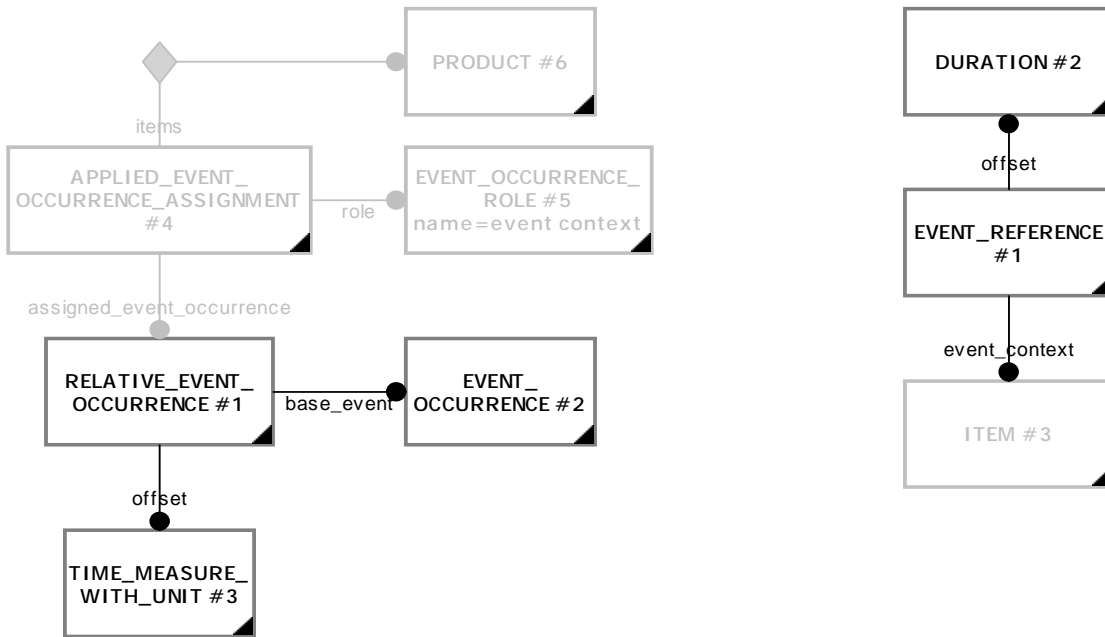 PRODUCT #6
items
APPLIED_EVENT_
OCCURRENCE_ASSIGNMENT
#4
role
EVENT_OCCURRENCE_
ROLE #5
name=event context
assigned_event_occurrence
RELATIVE_EVENT_
OCCURRENCE #1
base_event
EVENT_
OCCURRENCE #2
offset
TIME_MEASURE_
WITH_UNIT #3
DURATION #2
offset
EVENT_REFERENCE
#1
event_context
ITEM #3